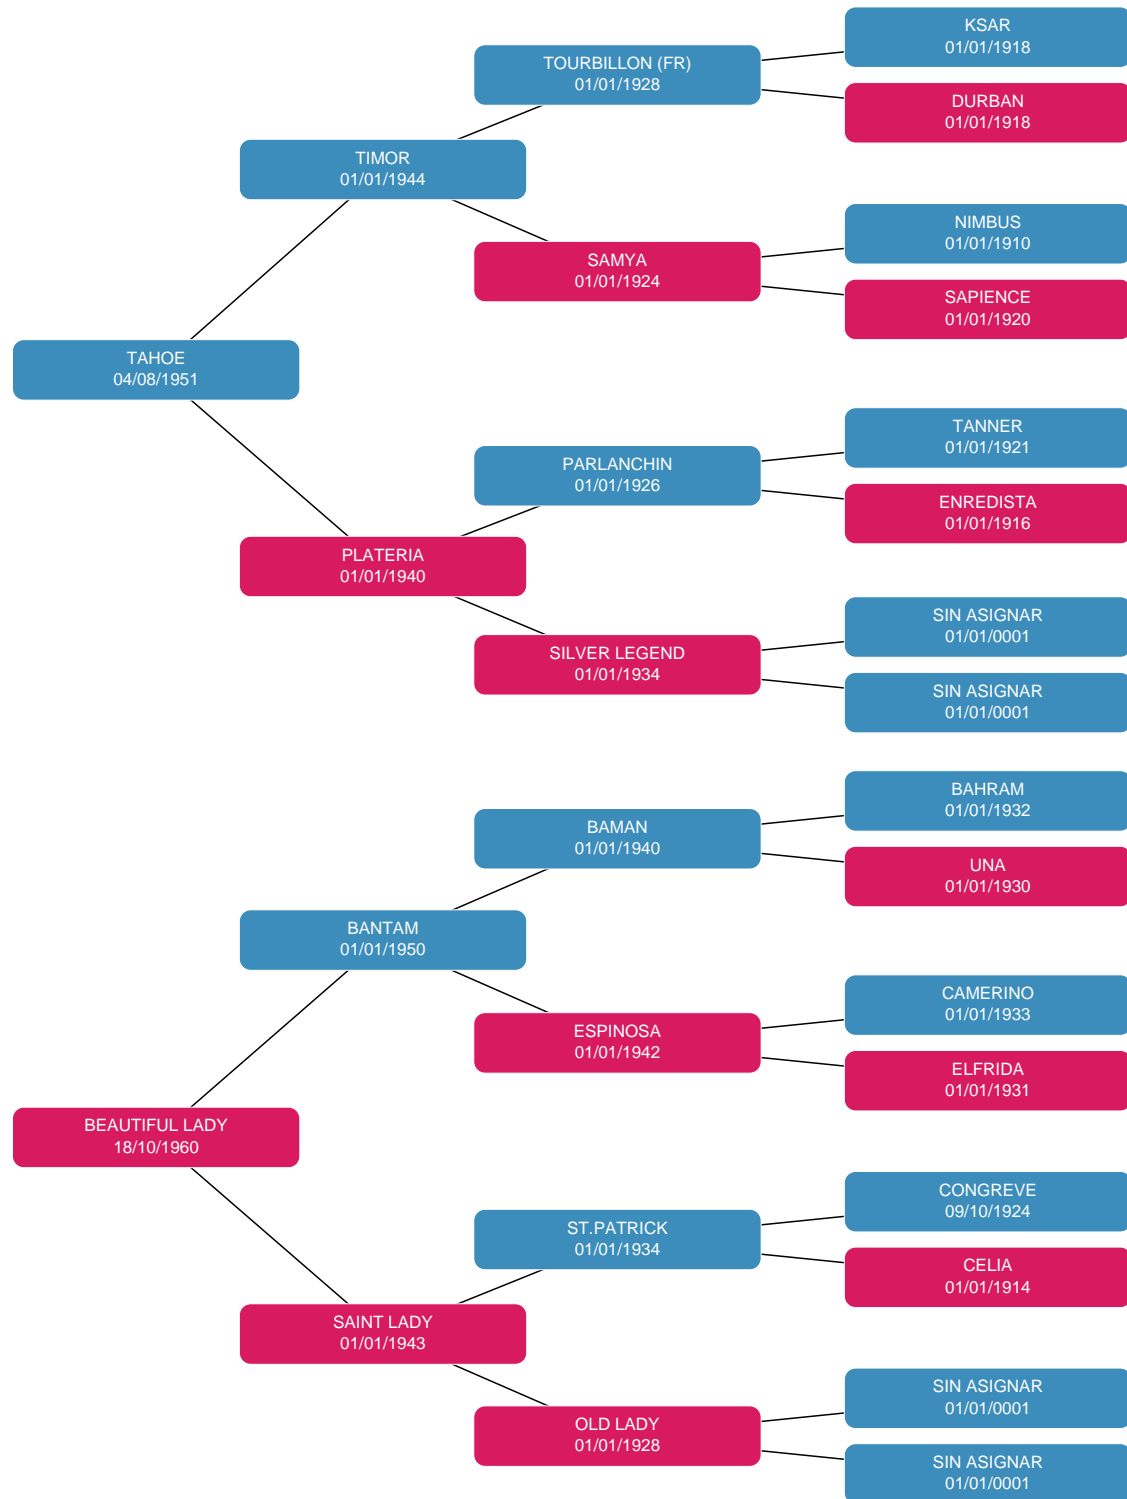 KSAR
01/01/1918
TOURBILLON (FR)
01/01/1928
DURBAN
01/01/1918
TIMOR
01/01/1944
NIMBUS
01/01/1910
SAMYA
01/01/1924
SAPIENCE
01/01/1920
TAHOE
04/08/1951
TANNER
01/01/1921
PARLANCHIN
01/01/1926
ENREDISTA
01/01/1916
PLATERIA
01/01/1940
SIN ASIGNAR
01/01/0001
SILVER LEGEND
01/01/1934
SIN ASIGNAR
01/01/0001
BAHRAM
01/01/1932
BAMAN
01/01/1940
UNA
01/01/1930
BANTAM
01/01/1950
CAMERINO
01/01/1933
ESPINOSA
01/01/1942
ELFRIDA
01/01/1931
BEAUTIFUL LADY
18/10/1960
CONGREVE
09/10/1924
ST.PATRICK
01/01/1934
CELIA
01/01/1914
SAINT LADY
01/01/1943
SIN ASIGNAR
01/01/0001
OLD LADY
01/01/1928
SIN ASIGNAR
01/01/0001